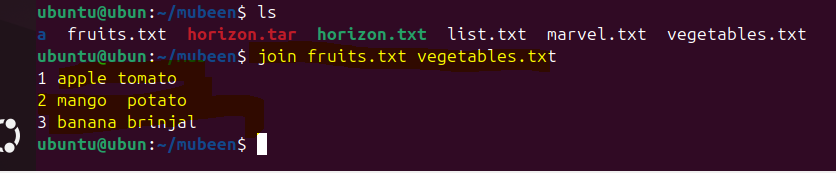 ubuntu@ubun:~/mubeen$ ls
a  fruits.txt  horizon.tar  horizon.txt  list.txt  marvel.txt  vegetables.txt
ubuntu@ubun:~/mubeen$ join fruits.txt vegetables.txt
1 apple tomato
2 mango  potato
3 banana brinjal
ubuntu@ubun:~/mubeen$